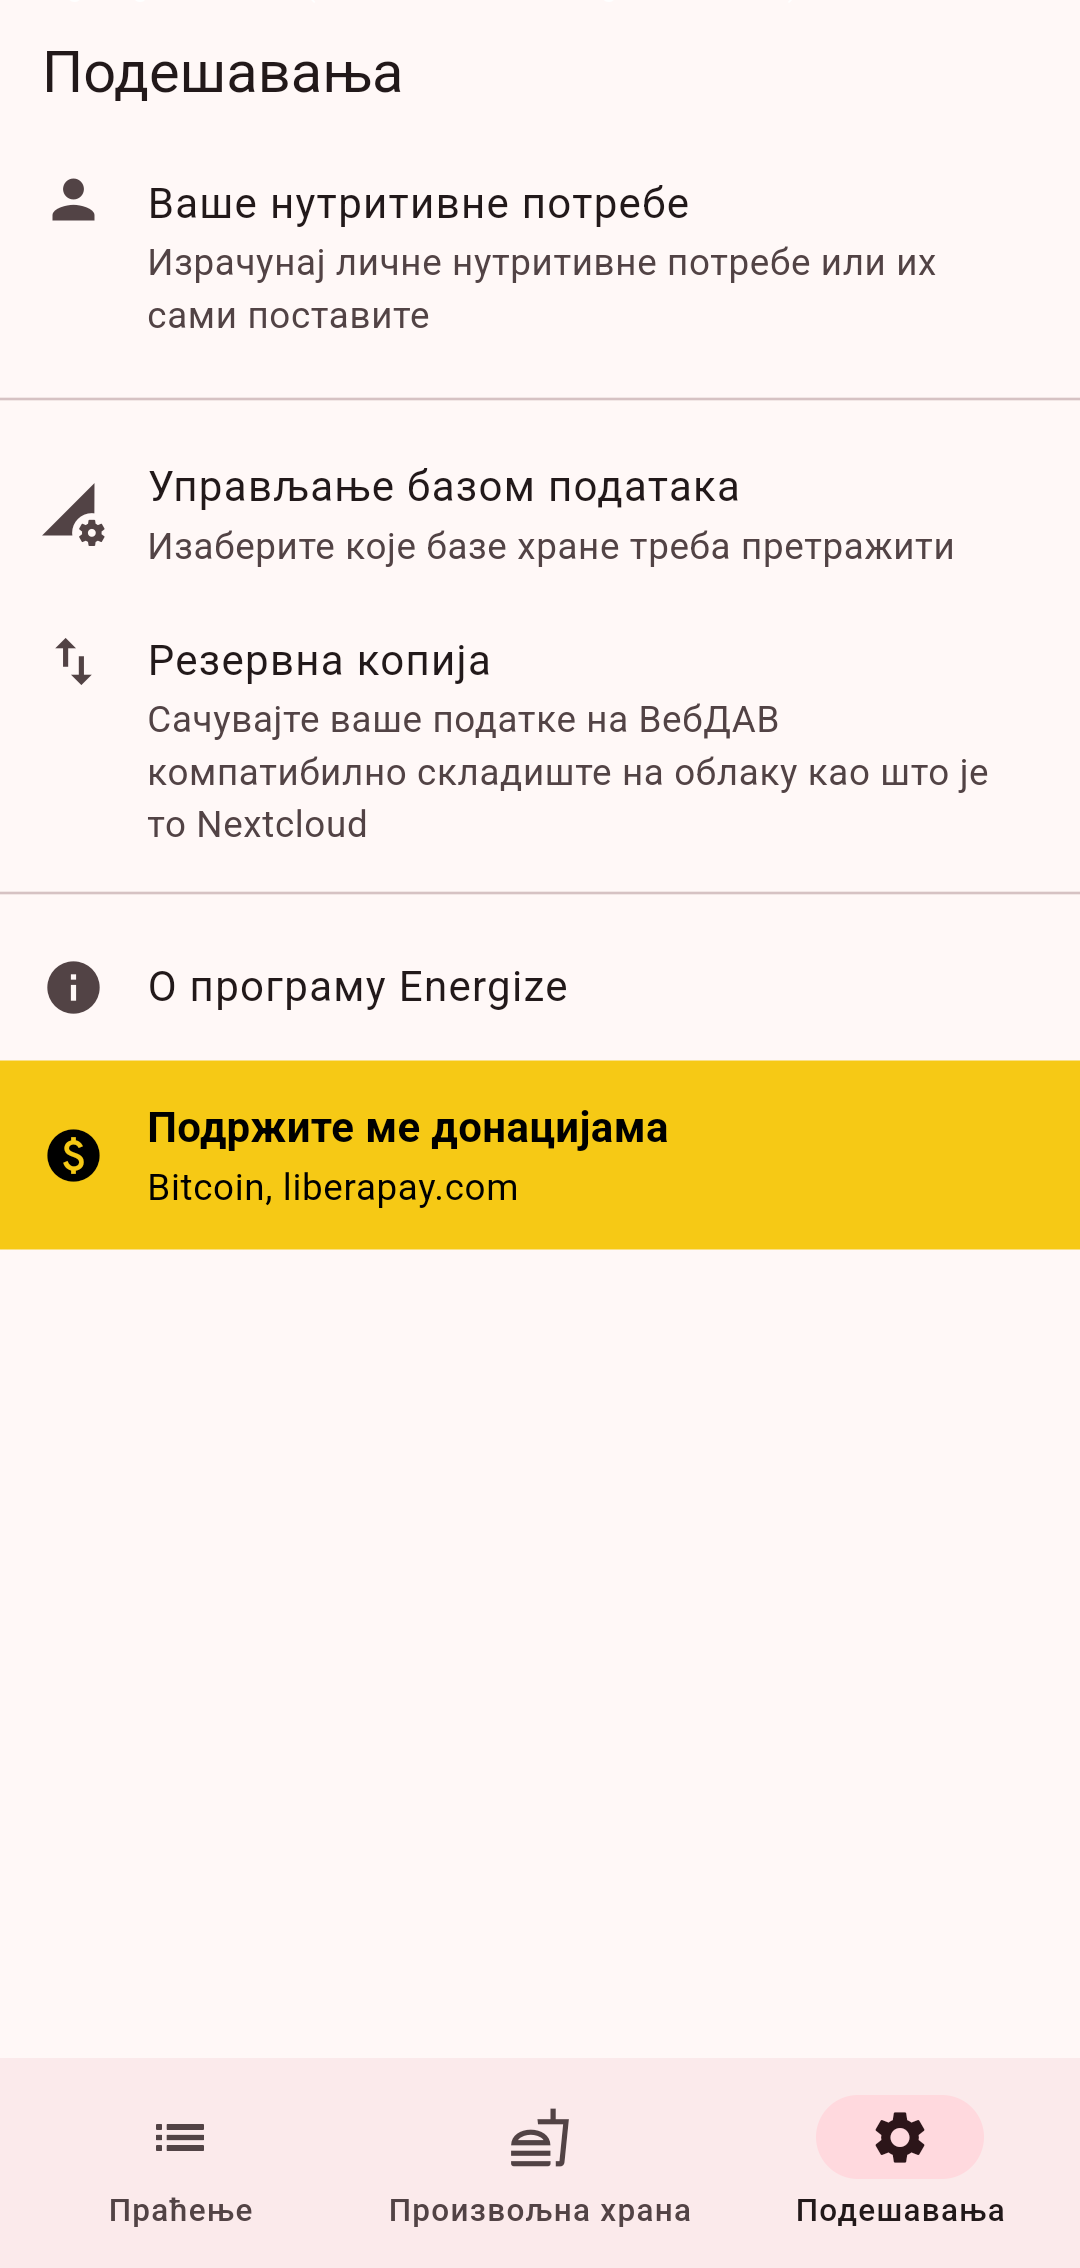 Подешавања
Ваше нутритивне потребе
Израчунај личне нутритивне потребе или их
сами поставите
Управљање базом података
Изаберите које базе хране треба претражити
Резервна копија
Сачувајте ваше податке на ВебДАВ
компатибилно складиште на облаку као што је
то Nextcloud
О програму Energize
Подржите ме донацијама
Bitcoin, liberapay.com
Праћење
Произвољна храна
Подешавања